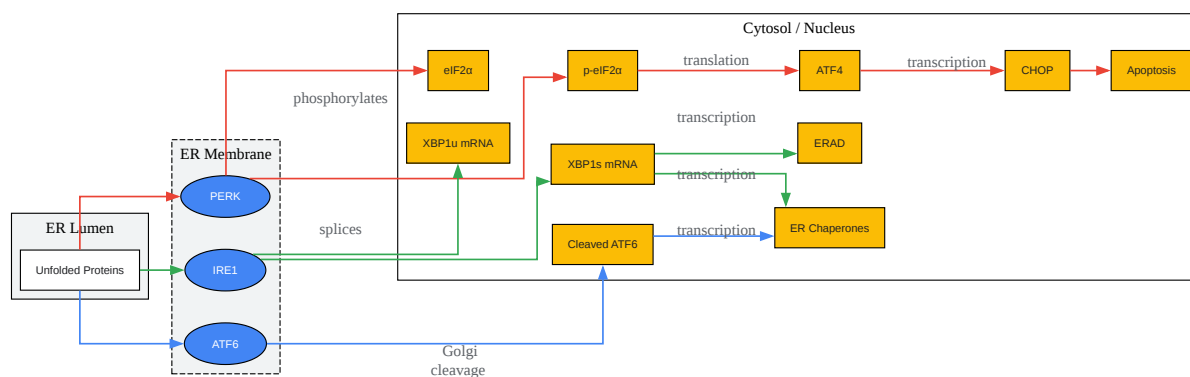 Cytosol / Nucleus
eIF2α
p-eIF2α
translation
ATF4
transcription
CHOP
Apoptosis
phosphorylates
transcription
XBP1u mRNA
ERAD
ER Membrane
XBP1s mRNA
transcription
PERK
ER Lumen
splices
Cleaved ATF6
transcription
ER Chaperones
Unfolded Proteins
IRE1
ATF6
Golgi
cleavage